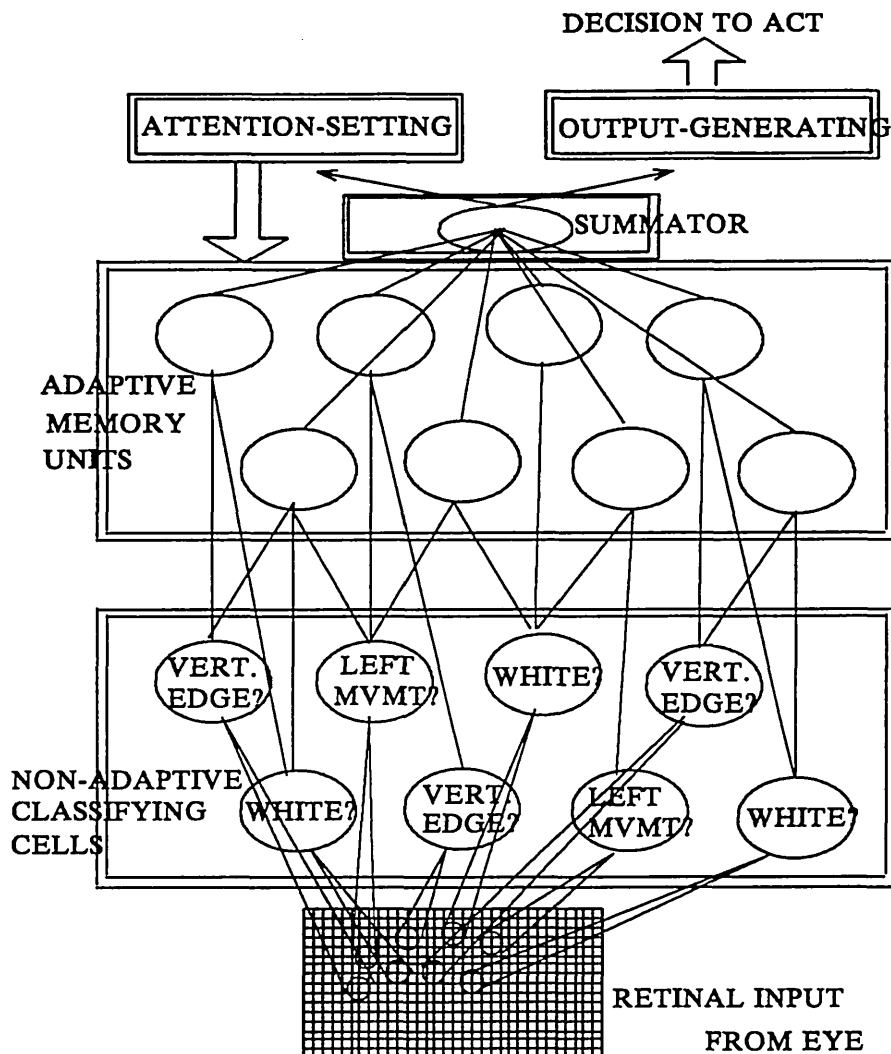 DECISION TO ACT
ATTENTION-SETTING
OUTPUT-GENERATING
SUMMATOR
ADAPTIVE
MEMORY
UNITS
VERT.
EDGE?
LEFT
MVMT?
WHITE?
VERT.
EDGE?
NON-ADAPTIVE
CLASSIFYING
CELLS
WHITE?
VERT.
EDGE?
LEFT
MVMT?
WHITE?
RETINAL INPUT
FROM EYE